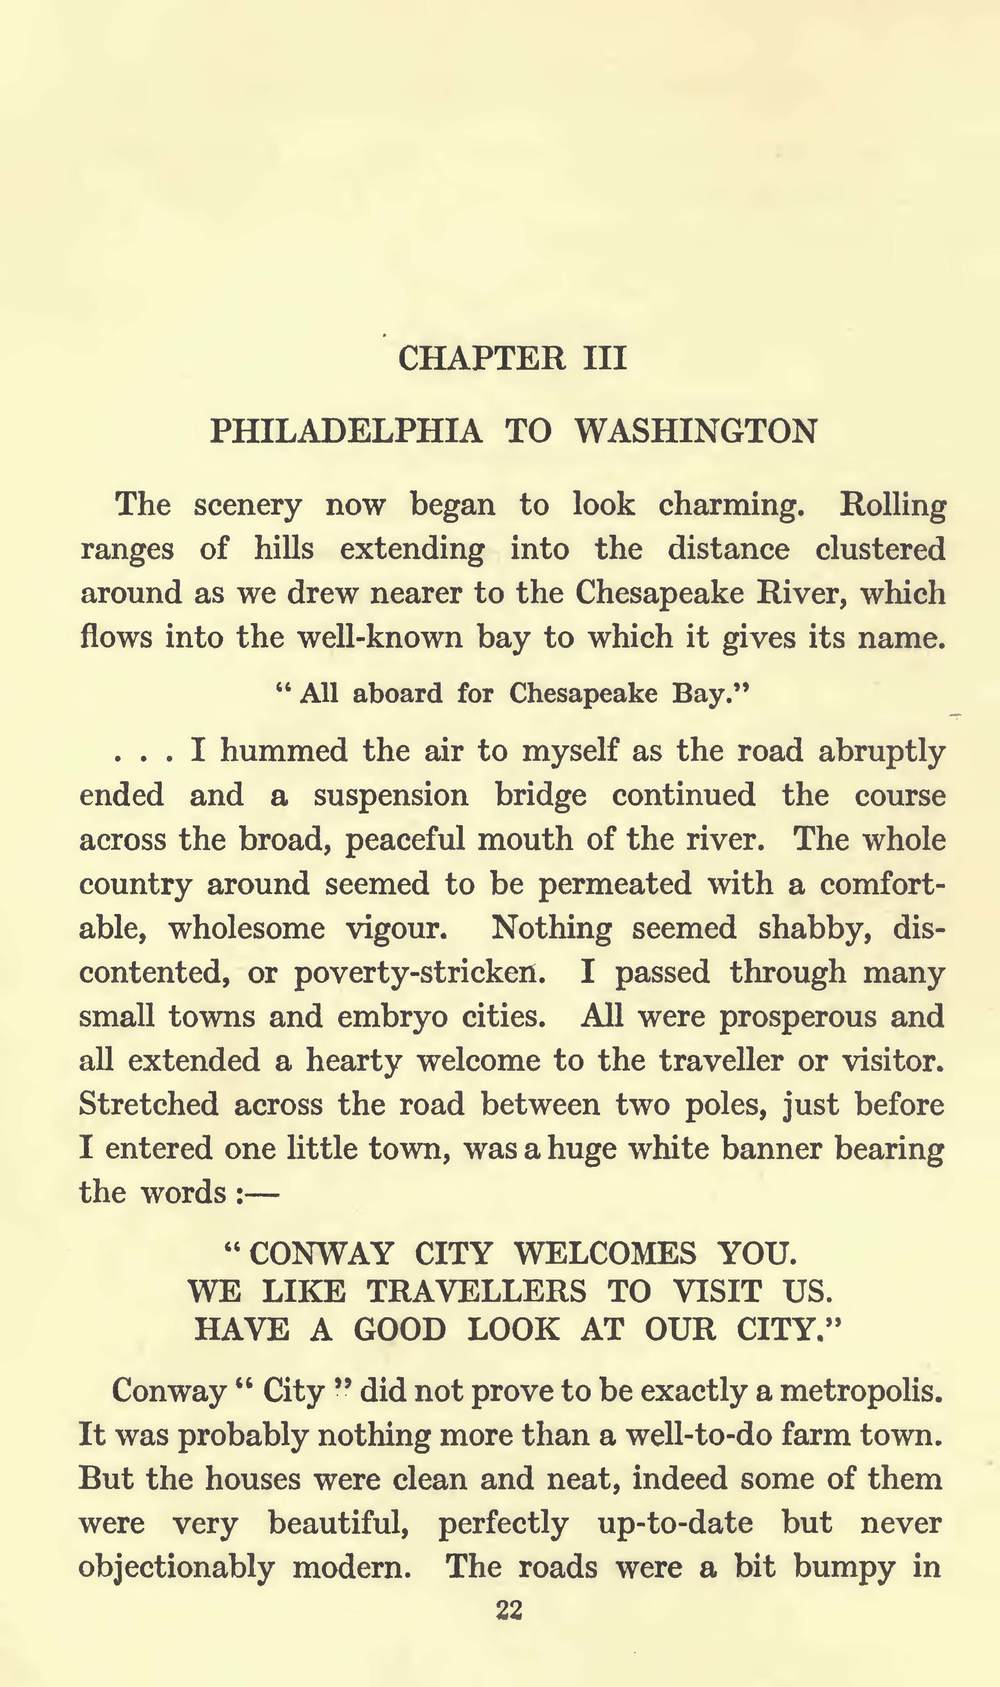 CHAPTER III
PHILADELPHIA TO WASHINGTON
The scenery now began to look charming. Rolling
ranges of hills extending into the distance clustered
around as we drew nearer to the Chesapeake River, which
flows into the well-known bay to which it gives its name.
“ All aboard for Chesapeake Bay.”
. . . I hummed the air to myself as the road abruptly
ended and a suspension bridge continued the course
across the broad, peaceful mouth of the river. The whole
country around seemed to be permeated with a comfort-
able, wholesome vigour. Nothing seemed shabby, dis-
contented, or poverty-stricken. I passed through many
small towns and embryo cities. All were prosperous and
all extended a hearty welcome to the traveller or visitor.
Stretched across the road between two poles, just before
I entered one little town, was a huge white banner bearing
the words :—
“ CONWAY CITY WELCOMES YOU.
WE LIKE TRAVELLERS TO VISIT US.
HAVE A GOOD LOOK AT OUR CITY.”
Conway “ City ” did not prove to be exactly a metropolis.
It was probably nothing more than a well-to-do farm town.
But the houses were clean and neat, indeed some of them
were very beautiful, perfectly up-to-date but never
objectionably modern. The roads were a bit bumpy in
22